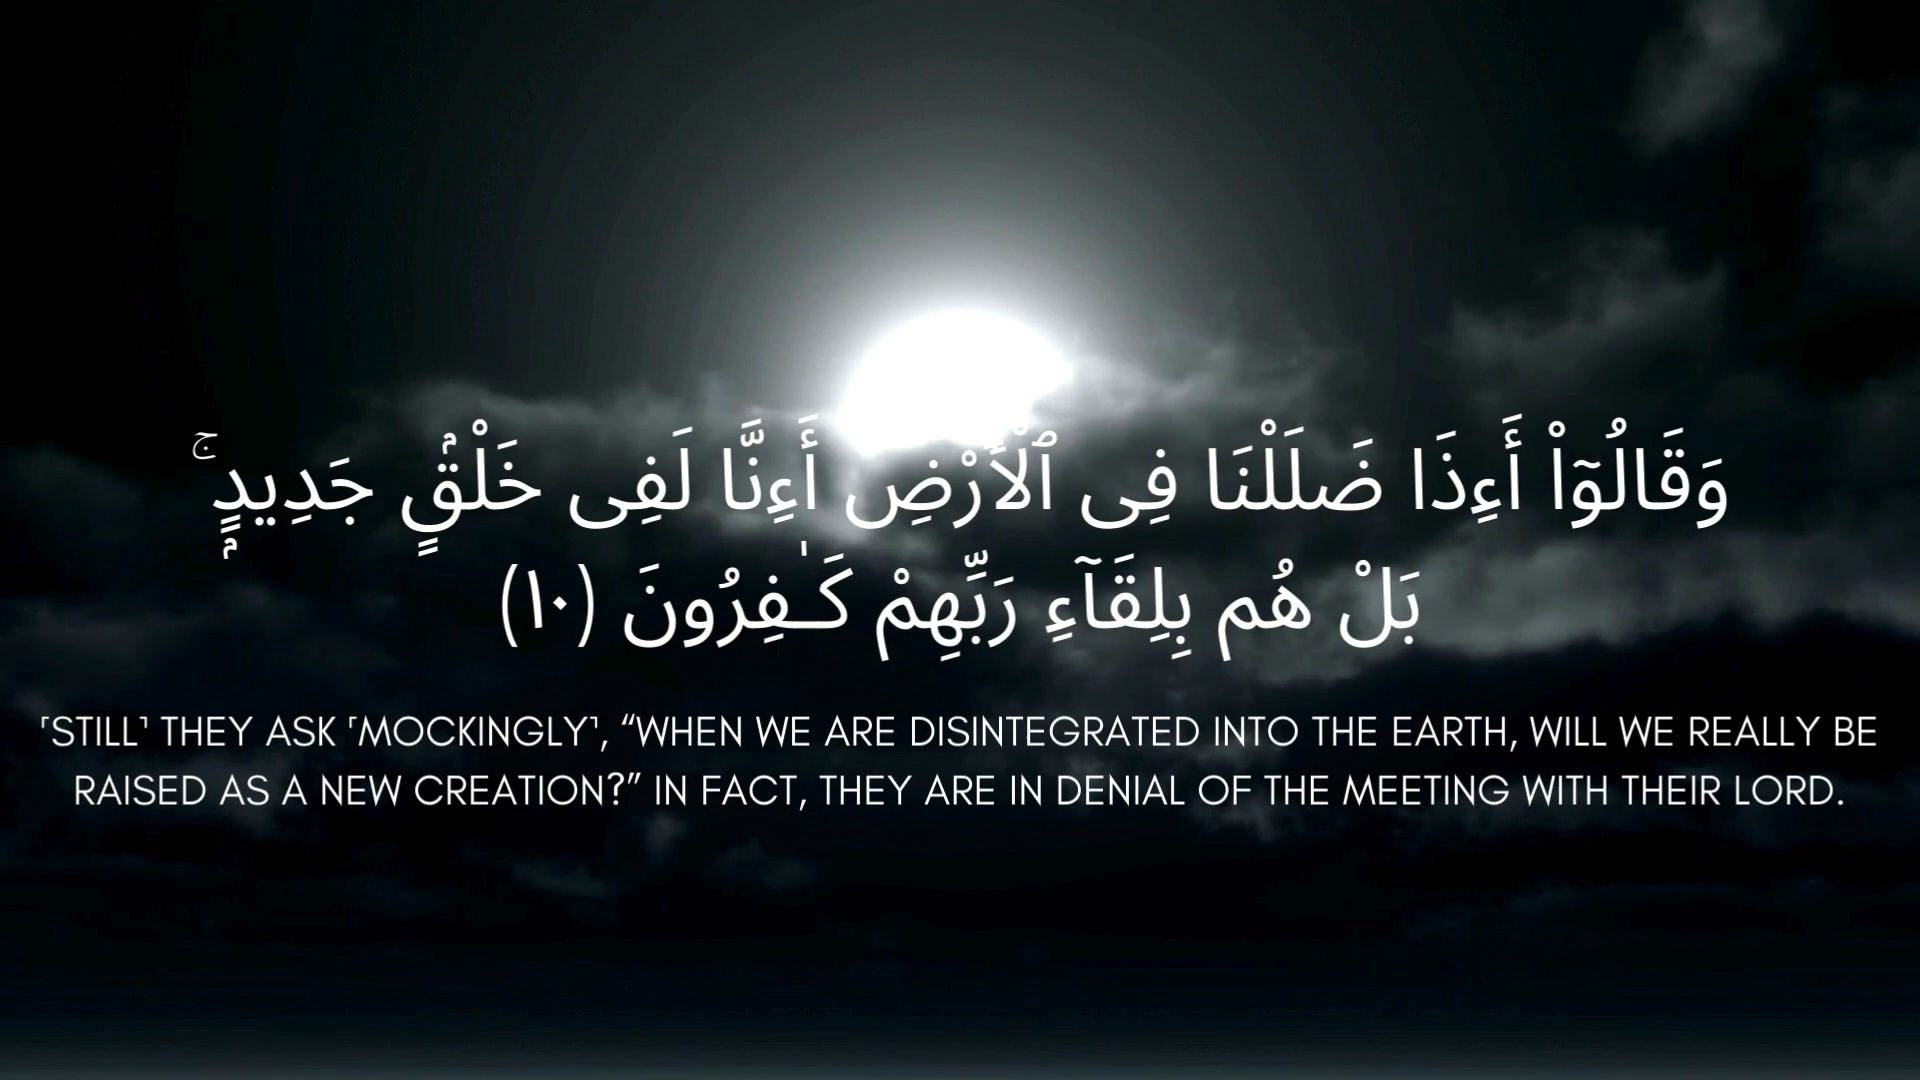 وَقَالُوٓا۟ أَءِذَا ضَلَلْنَا فِى ٱلْأَرْضِ أَءِنَّا لَفِى خَلْقٍۢ جَدِيدٍۭ ۚ
بَلْ هُم بِلِقَآءِ رَبِّهِمْ كَـٰفِرُونَ (١٠)
⸢STILL⸣ THEY ASK ⸢MOCKINGLY⸣, “WHEN WE ARE DISINTEGRATED INTO THE EARTH, WILL WE REALLY BE
RAISED AS A NEW CREATION?” IN FACT, THEY ARE IN DENIAL OF THE MEETING WITH THEIR LORD.